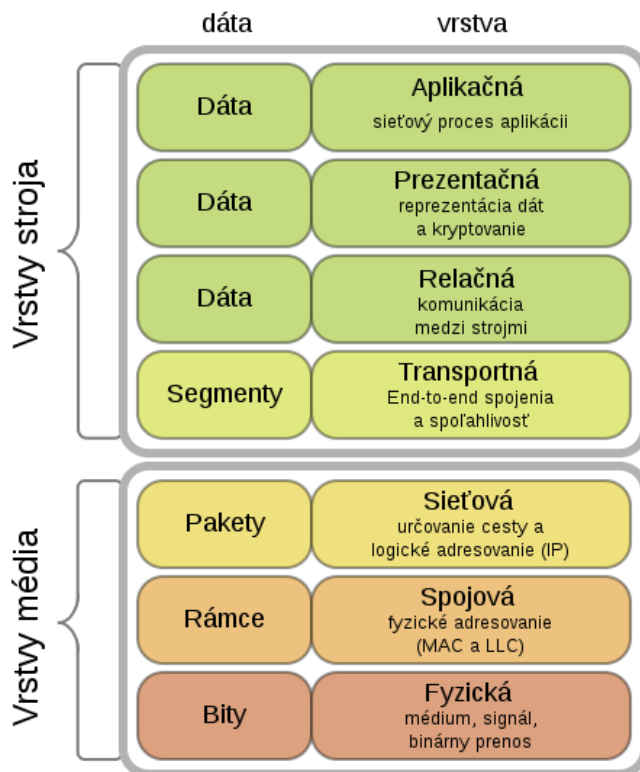 dáta vrstva
Vrstvy stroja
Dáta
Aplikačná
sieťový proces aplikácii
Dáta
Prezentačná
reprezentácia dát
a kryptovanie
Dáta
Relačná
komunikácia
medzi strojmi
Segmenty
Transportná
End-to-end spojenia
a spoľahlivosť
Vrstvy média
Pakety
Sieťová
určovanie cesty a
logické adresovanie (IP)
Rámce
Spojová
fyzické adresovanie
(MAC a LLC)
Bity
Fyzická
médium, signál,
binárny prenos